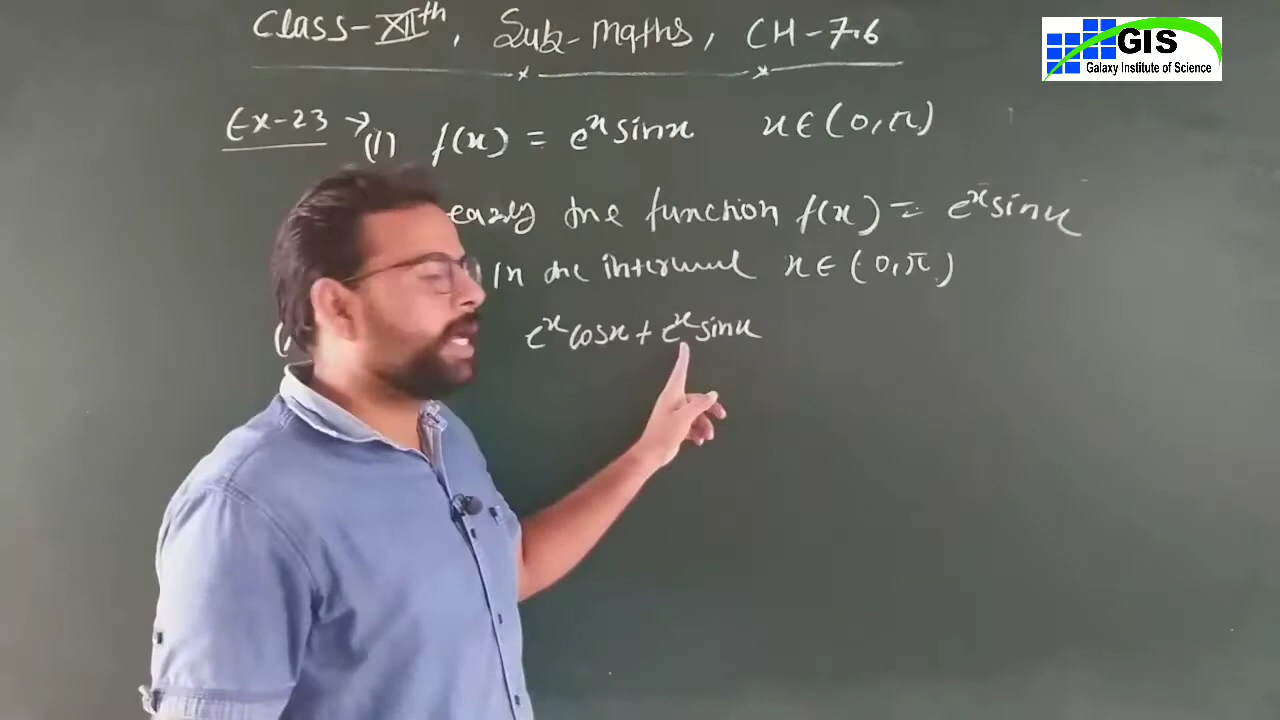 Class-XIIth, Sub-Maths, CH-7.6
GIS
Galaxy Institute of Science
Ex-23 → (1) f(x) = e^x sinx x∈(0,π)
the function f(x) = e^x sinx
in the interval x∈(0,π)
e^x cosx + e^x sinx